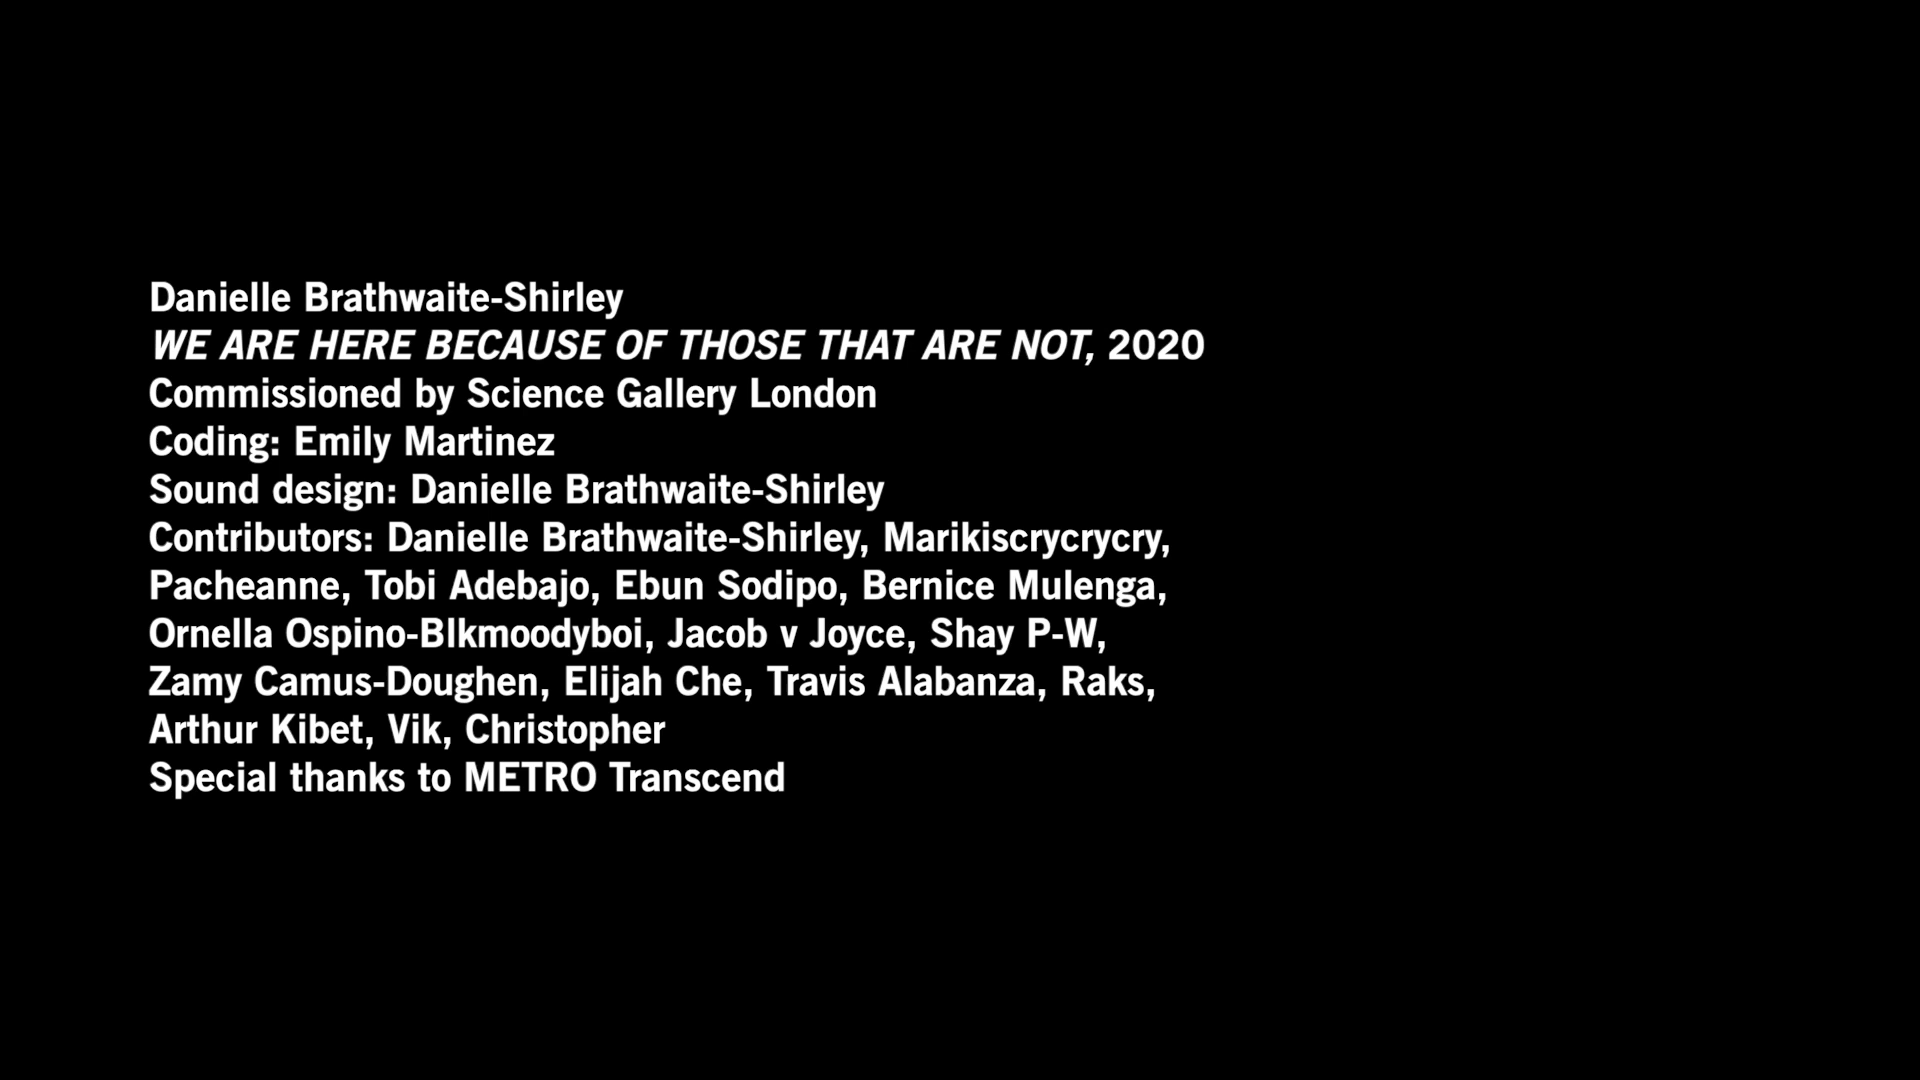 Danielle Brathwaite-Shirley
WE ARE HERE BECAUSE OF THOSE THAT ARE NOT, 2020
Commissioned by Science Gallery London
Coding: Emily Martinez
Sound design: Danielle Brathwaite-Shirley
Contributors: Danielle Brathwaite-Shirley, Marikiscrycrycry,
Pacheanne, Tobi Adebajo, Ebun Sodipo, Bernice Mulenga,
Ornella Ospino-Blkmoodyboi, Jacob v Joyce, Shay P-W,
Zamy Camus-Doughen, Elijah Che, Travis Alabanza, Raks,
Arthur Kibet, Vik, Christopher
Special thanks to METRO Transcend